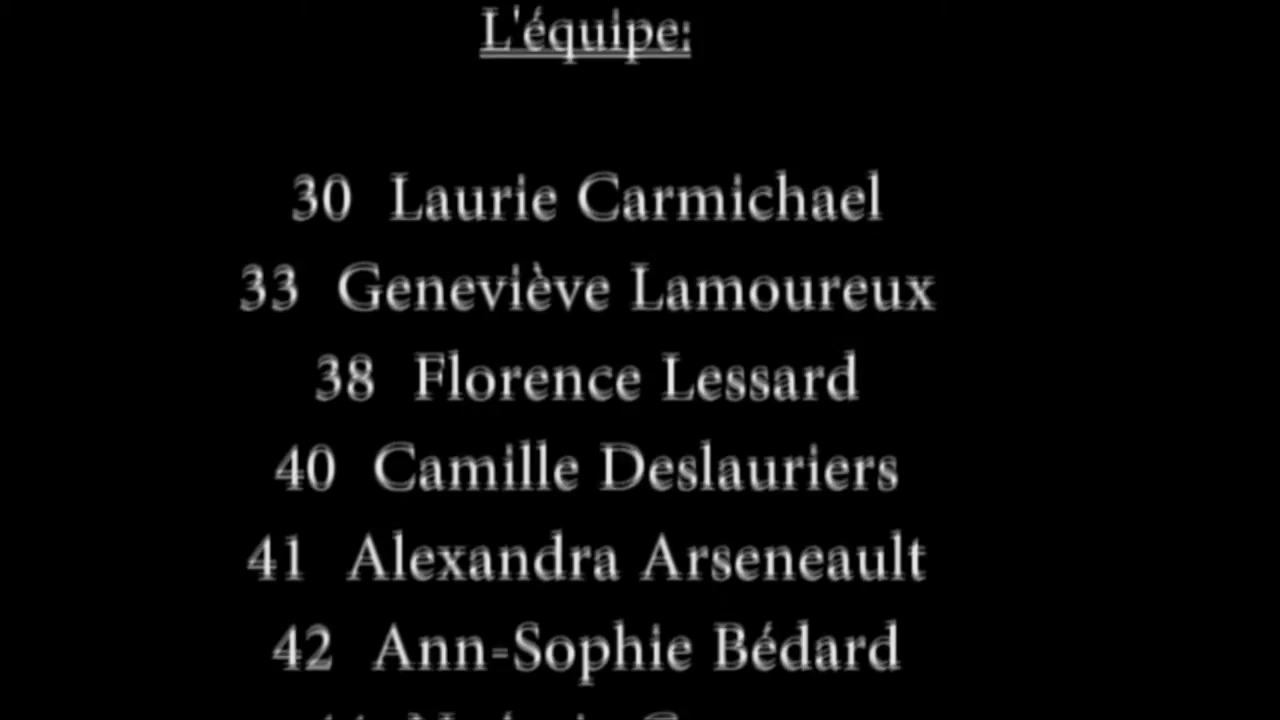 L'équipe:
30 Laurie Carmichael
33 Geneviève Lamoureux
38 Florence Lessard
40 Camille Deslauriers
41 Alexandra Arseneault
42 Ann-Sophie Bédard